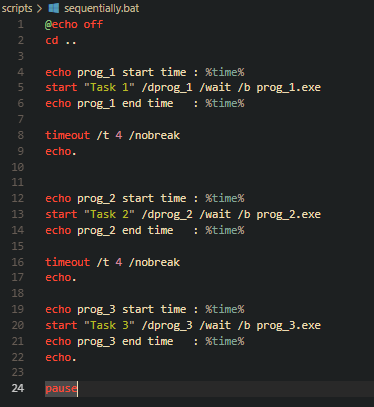 scripts > sequentially.bat
1 @echo off
2 cd ..
3
4 echo prog_1 start time : %time%
5 start "Task 1" /dprog_1 /wait /b prog_1.exe
6 echo prog_1 end time   : %time%
7
8 timeout /t 4 /nobreak
9 echo.
10
11
12 echo prog_2 start time : %time%
13 start "Task 2" /dprog_2 /wait /b prog_2.exe
14 echo prog_2 end time   : %time%
15
16 timeout /t 4 /nobreak
17 echo.
18
19 echo prog_3 start time : %time%
20 start "Task 3" /dprog_3 /wait /b prog_3.exe
21 echo prog_3 end time   : %time%
22 echo.
23
24 pause